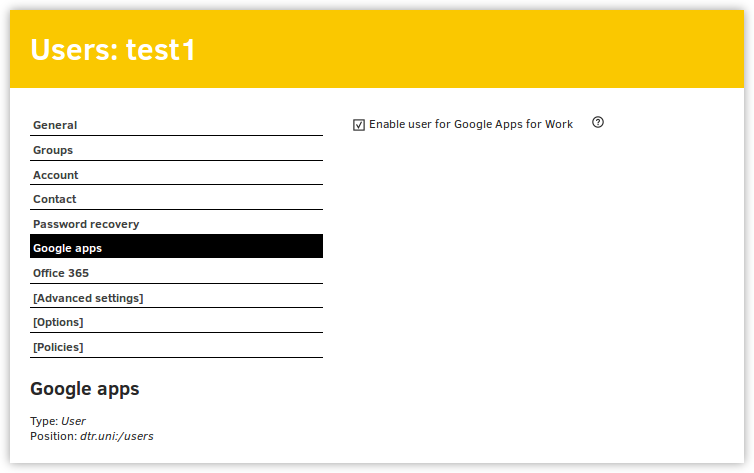 Users: test1
General
Groups
Account
Contact
Password recovery
Google apps
Office 365
[Advanced settings]
[Options]
[Policies]
Google apps
Type: User
Position: dtr.uni:/users
Enable user for Google Apps for Work ?